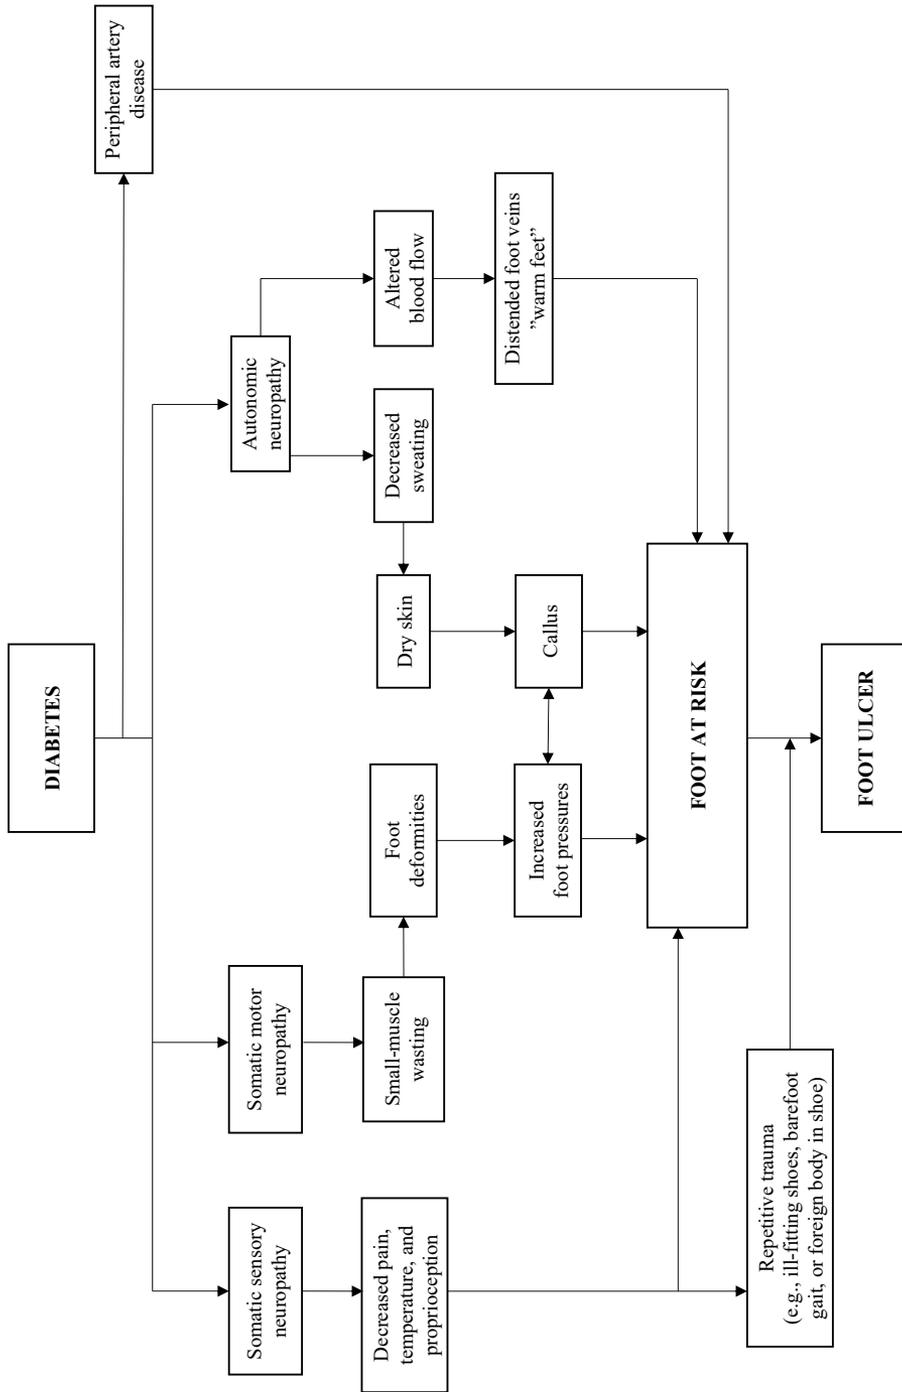 DIABETES
Peripheral artery
disease
Somatic sensory
neuropathy
Somatic motor
neuropathy
Autonomic
neuropathy
Decreased pain,
temperature, and
proprioception
Small-muscle
wasting
Foot
deformities
Dry skin
Decreased
sweating
Altered
blood flow
Increased
foot pressures
Callus
Distended foot veins
”warm feet”
FOOT AT RISK
Repetitive trauma
(e.g., ill-fitting shoes, barefoot
gait, or foreign body in shoe)
FOOT ULCER